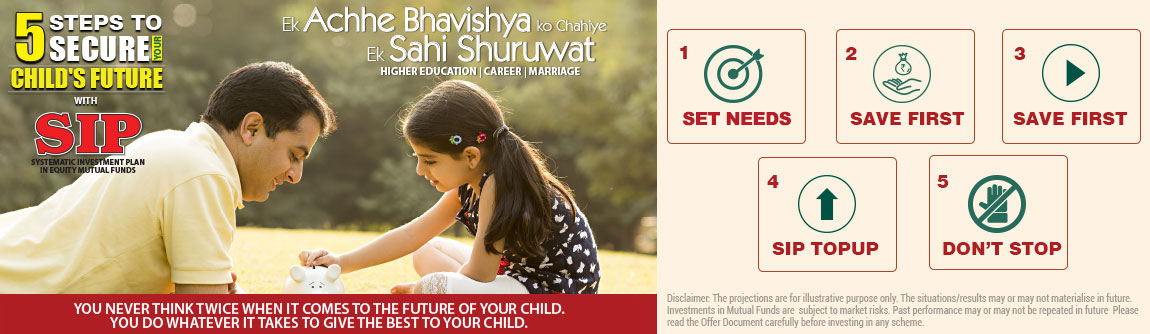 5 STEPS TO
SECURE YOUR
CHILD'S FUTURE
WITH
SIP
SYSTEMATIC INVESTMENT PLAN
IN EQUITY MUTUAL FUNDS
Ek Achhe Bhavishya ko Chahiye
Ek Sahi Shuruwat
HIGHER EDUCATION | CAREER | MARRIAGE
YOU NEVER THINK TWICE WHEN IT COMES TO THE FUTURE OF YOUR CHILD.
YOU DO WHATEVER IT TAKES TO GIVE THE BEST TO YOUR CHILD.
1
SET NEEDS
2
SAVE FIRST
3
SAVE FIRST
4
SIP TOPUP
5
DON'T STOP
Disclaimer: The projections are for illustrative purpose only. The situations/results may or may not materialise in future.
Investments in Mutual Funds are subject to market risks. Past performance may or may not be repeated in future Please
read the Offer Document carefully before investing in any scheme.